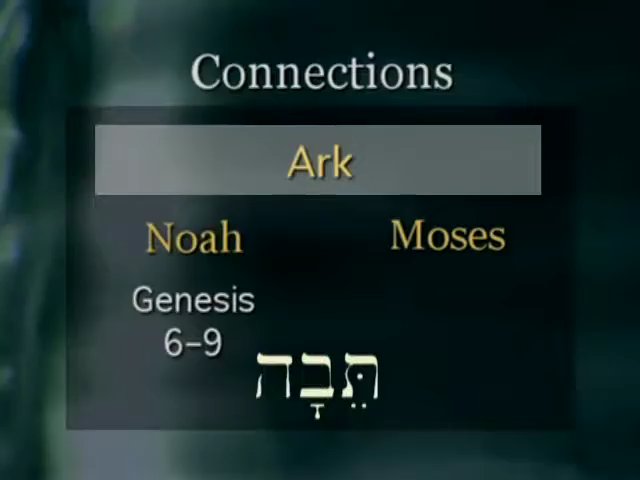 Connections
Ark
Noah Moses
Genesis
6–9
תֵּבָה